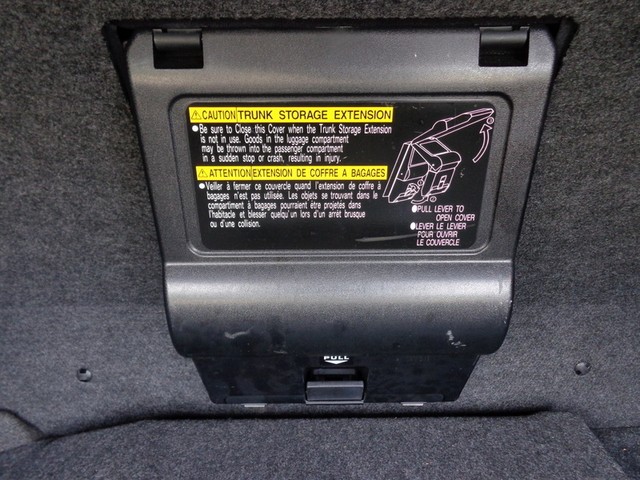 CAUTION TRUNK STORAGE EXTENSION
Be sure to Close this Cover when the Trunk Storage Extension
is not in use. Goods in the luggage compartment
may be thrown into the passenger compartment
in a sudden stop or crash, resulting in injury.
ATTENTION EXTENSION DE COFFRE A BAGAGES
Veiller à fermer ce couvercle quand l'extension de coffre à
bagages n'est pas utilisée. Les objets se trouvant dans le
compartiment à bagages pourraient être projetés dans
l'habitacle et blesser quelqu'un lors d'un arrêt brusque
ou d'une collision.
PULL LEVER TO
OPEN COVER
LEVER LE LEVIER
POUR OUVRIR
LE COUVERCLE
PULL